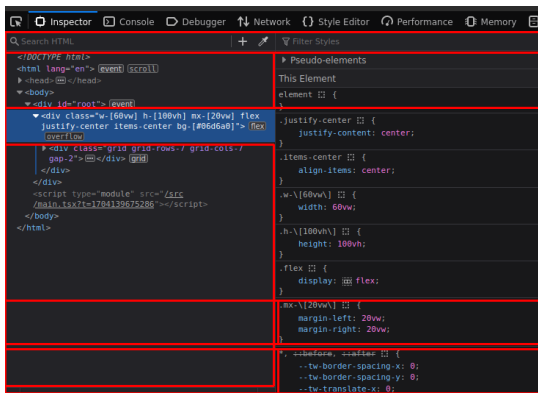 Inspector Console Debugger Network {} Style Editor Performance Memory
Search HTML
+
Filter Styles
<!DOCTYPE html>
<html lang="en"> event scroll
<head> </head>
<body>
<div id="root"> event
<div class="w-[60vw] h-[100vh] mx-[20vw] flex
justify-center items-center bg-[#06d6a0]"> flex
overflow
<div class="grid grid-rows-7 grid-cols-7
gap-2"> </div> grid
</div>
</div>
<script type="module" src="/src
/main.tsx?t=1704139675286"></script>
</body>
</html>
Pseudo-elements
This Element
element {
}
.justify-center {
justify-content: center;
}
.items-center {
align-items: center;
}
.w-\[60vw\] {
width: 60vw;
}
.h-\[100vh\] {
height: 100vh;
}
.flex {
display: flex;
}
.mx-\[20vw\] {
margin-left: 20vw;
margin-right: 20vw;
}
*, ::before, ::after {
--tw-border-spacing-x: 0;
--tw-border-spacing-y: 0;
--tw-translate-x: 0;